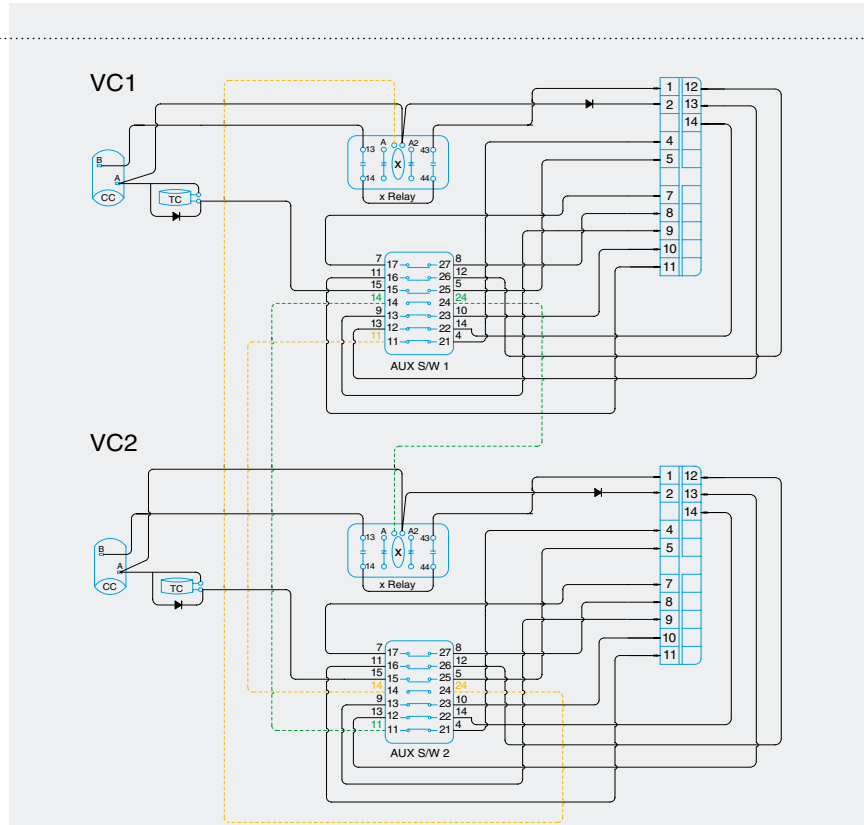 VC1
1 12
2 13
14
4
5
7
8
9
10
11
B
A
CC
TC
13 A A2 43
X
14 44
x Relay
7 17 27 8
11 16 26 12
15 15 25 5
14 14 24 24
9 13 23 10
13 12 22 14
11 11 21 4
AUX S/W 1
VC2
1 12
2 13
14
4
5
7
8
9
10
11
B
A
CC
TC
13 A A2 43
X
14 44
x Relay
7 17 27 8
11 16 26 12
15 15 25 5
14 14 24 24
9 13 23 10
13 12 22 14
11 11 21 4
AUX S/W 2